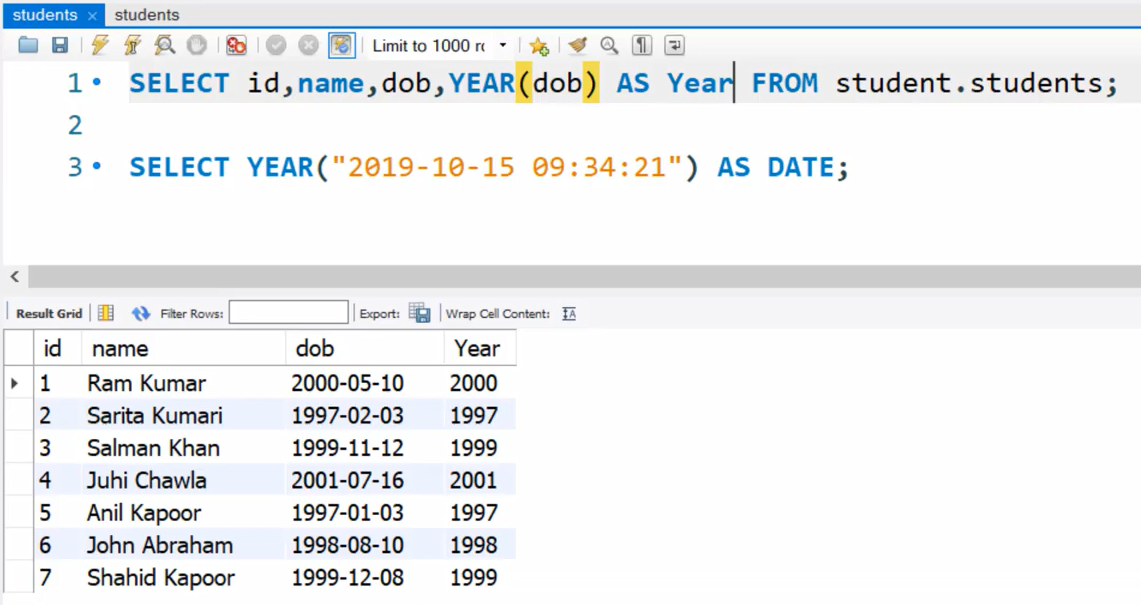 students × students
Limit to 1000 rc
1 SELECT id,name,dob,YEAR(dob) AS Year FROM student.students;
2
3 SELECT YEAR("2019-10-15 09:34:21") AS DATE;
Result Grid Filter Rows: Export: Wrap Cell Content: IA
id name dob Year
1 Ram Kumar 2000-05-10 2000
2 Sarita Kumari 1997-02-03 1997
3 Salman Khan 1999-11-12 1999
4 Juhi Chawla 2001-07-16 2001
5 Anil Kapoor 1997-01-03 1997
6 John Abraham 1998-08-10 1998
7 Shahid Kapoor 1999-12-08 1999